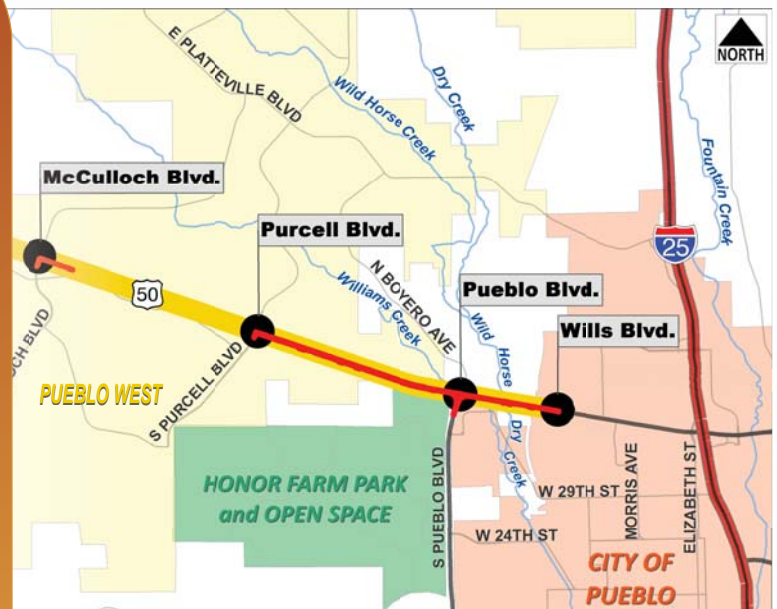 NORTH
E PLATTEVILLE BLVD
Wild Horse Creek
Dry Creek
Fountain Creek
McCulloch Blvd.
Purcell Blvd.
25
N BOYERO AVE
Williams Creek
Pueblo Blvd.
50
Wills Blvd.
Wild Horse
Dry Creek
OCH BLVD
PUEBLO WEST
S PURCELL BLVD
HONOR FARM PARK
and OPEN SPACE
S PUEBLO BLVD
W 29TH ST
W 24TH ST
MORRIS AVE
ELIZABETH ST
CITY OF
PUEBLO